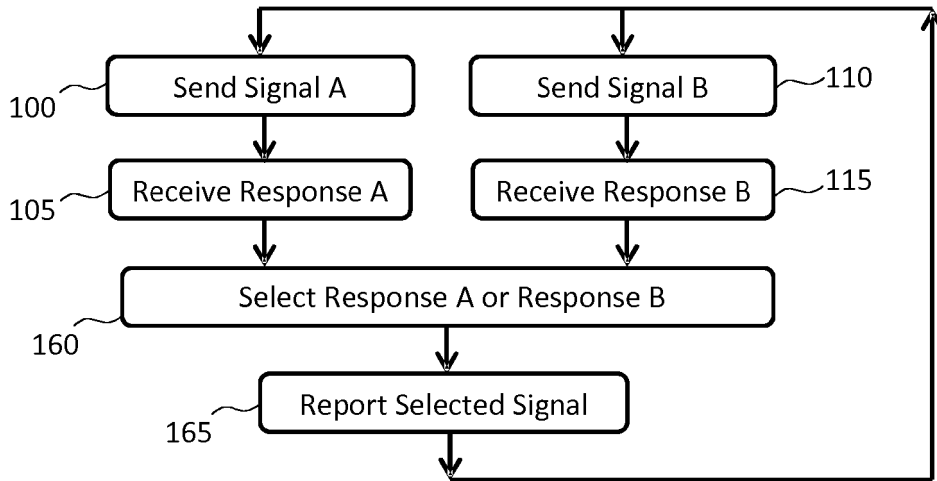 Send Signal A
Send Signal B
100
110
Receive Response A
Receive Response B
105
115
Select Response A or Response B
160
Report Selected Signal
165